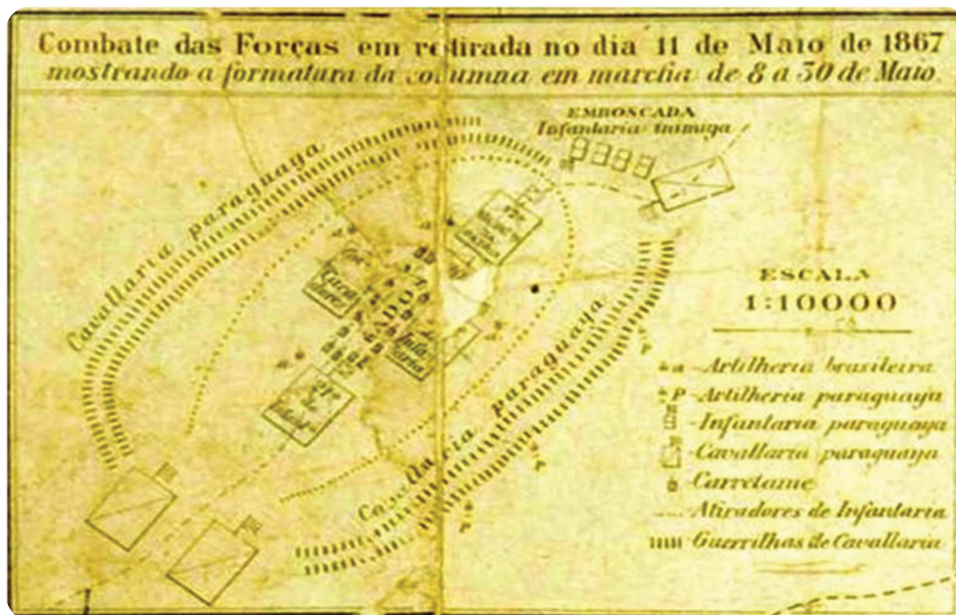 Combate das Forças em retirada no dia 11 de Maio de 1867
mostrando a formatura da columna em marcha de 8 a 30 de Maio.
EMBOSCADA
Infantaria inimiga
Cavallaria paraguaya
Cavallaria paraguaya
ESCALA
1:10000
a - Artilheria brasileira
P - Artilheria paraguaya
- Infantaria paraguaya
- Cavallaria paraguaya
- Carretame
- Atiradores de Infantaria
- Guerrilhas de Cavallaria
P
P
P
P